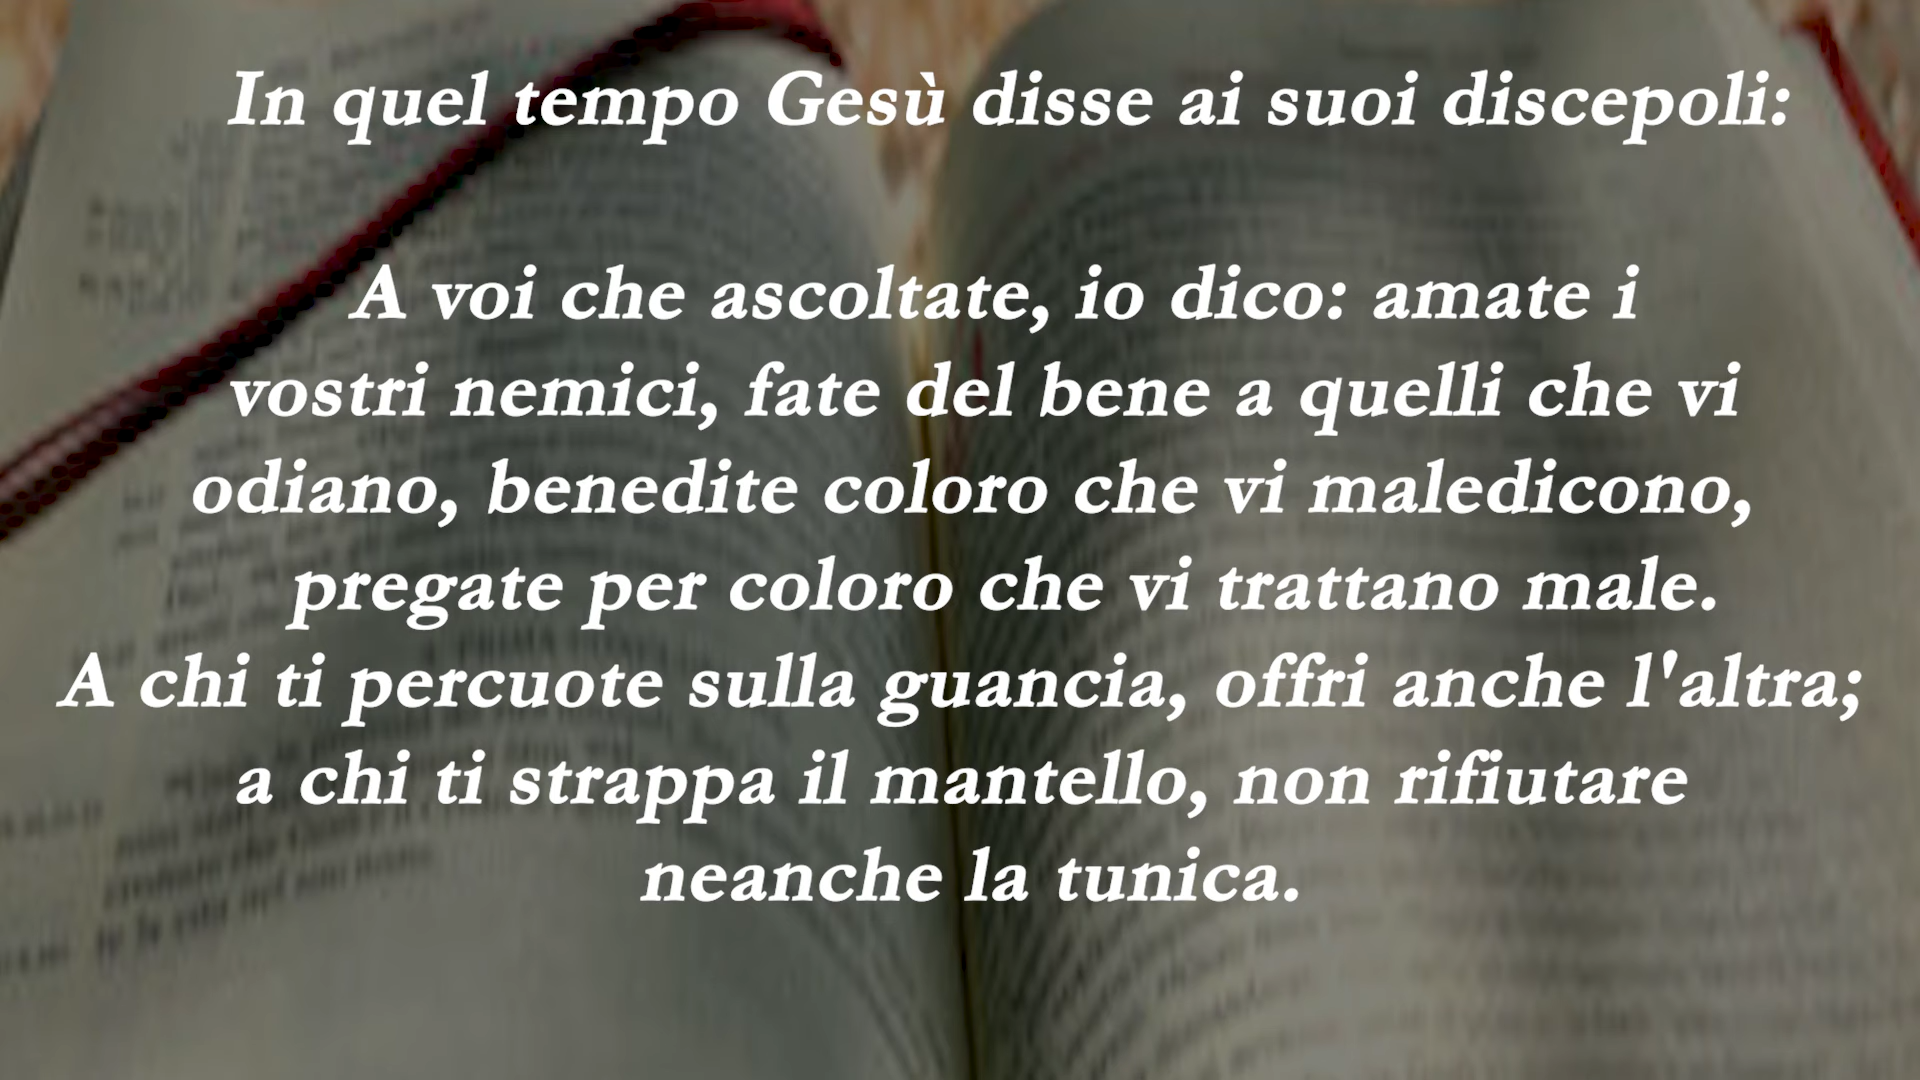 In quel tempo Gesù disse ai suoi discepoli:
A voi che ascoltate, io dico: amate i
vostri nemici, fate del bene a quelli che vi
odiano, benedite coloro che vi maledicono,
pregate per coloro che vi trattano male.
A chi ti percuote sulla guancia, offri anche l'altra;
a chi ti strappa il mantello, non rifiutare
neanche la tunica.